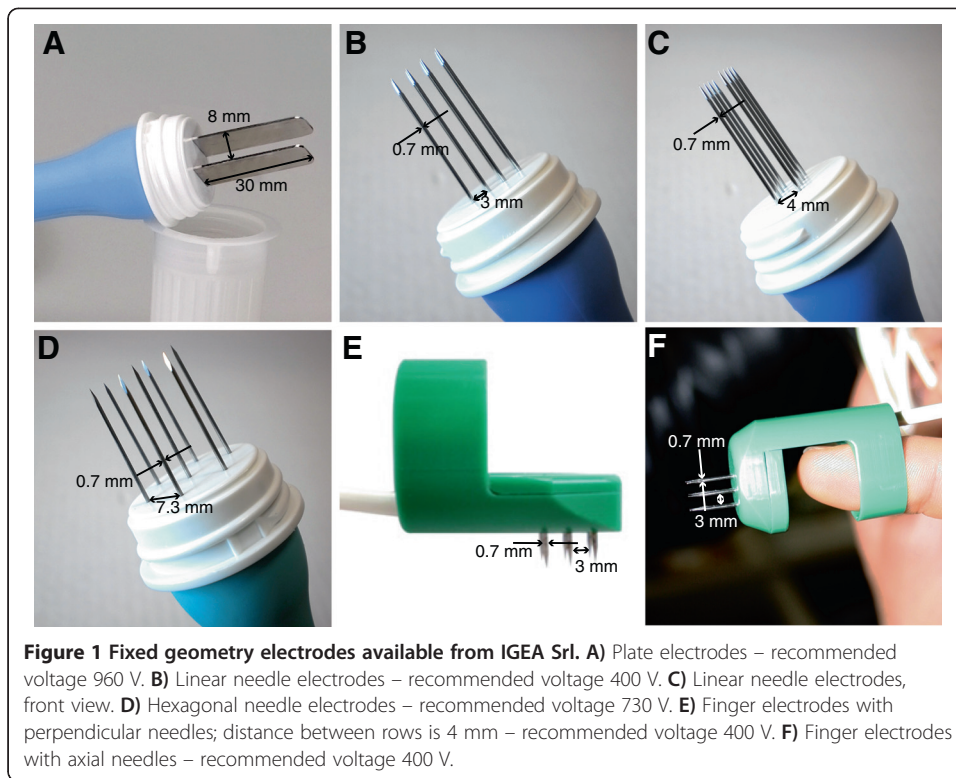 A
8 mm
30 mm
B
0.7 mm
3 mm
C
0.7 mm
4 mm
D
0.7 mm
7.3 mm
E
0.7 mm
3 mm
F
0.7 mm
3 mm
Figure 1 Fixed geometry electrodes available from IGEA Srl. A) Plate electrodes – recommended
voltage 960 V. B) Linear needle electrodes – recommended voltage 400 V. C) Linear needle electrodes,
front view. D) Hexagonal needle electrodes – recommended voltage 730 V. E) Finger electrodes with
perpendicular needles; distance between rows is 4 mm – recommended voltage 400 V. F) Finger electrodes
with axial needles – recommended voltage 400 V.